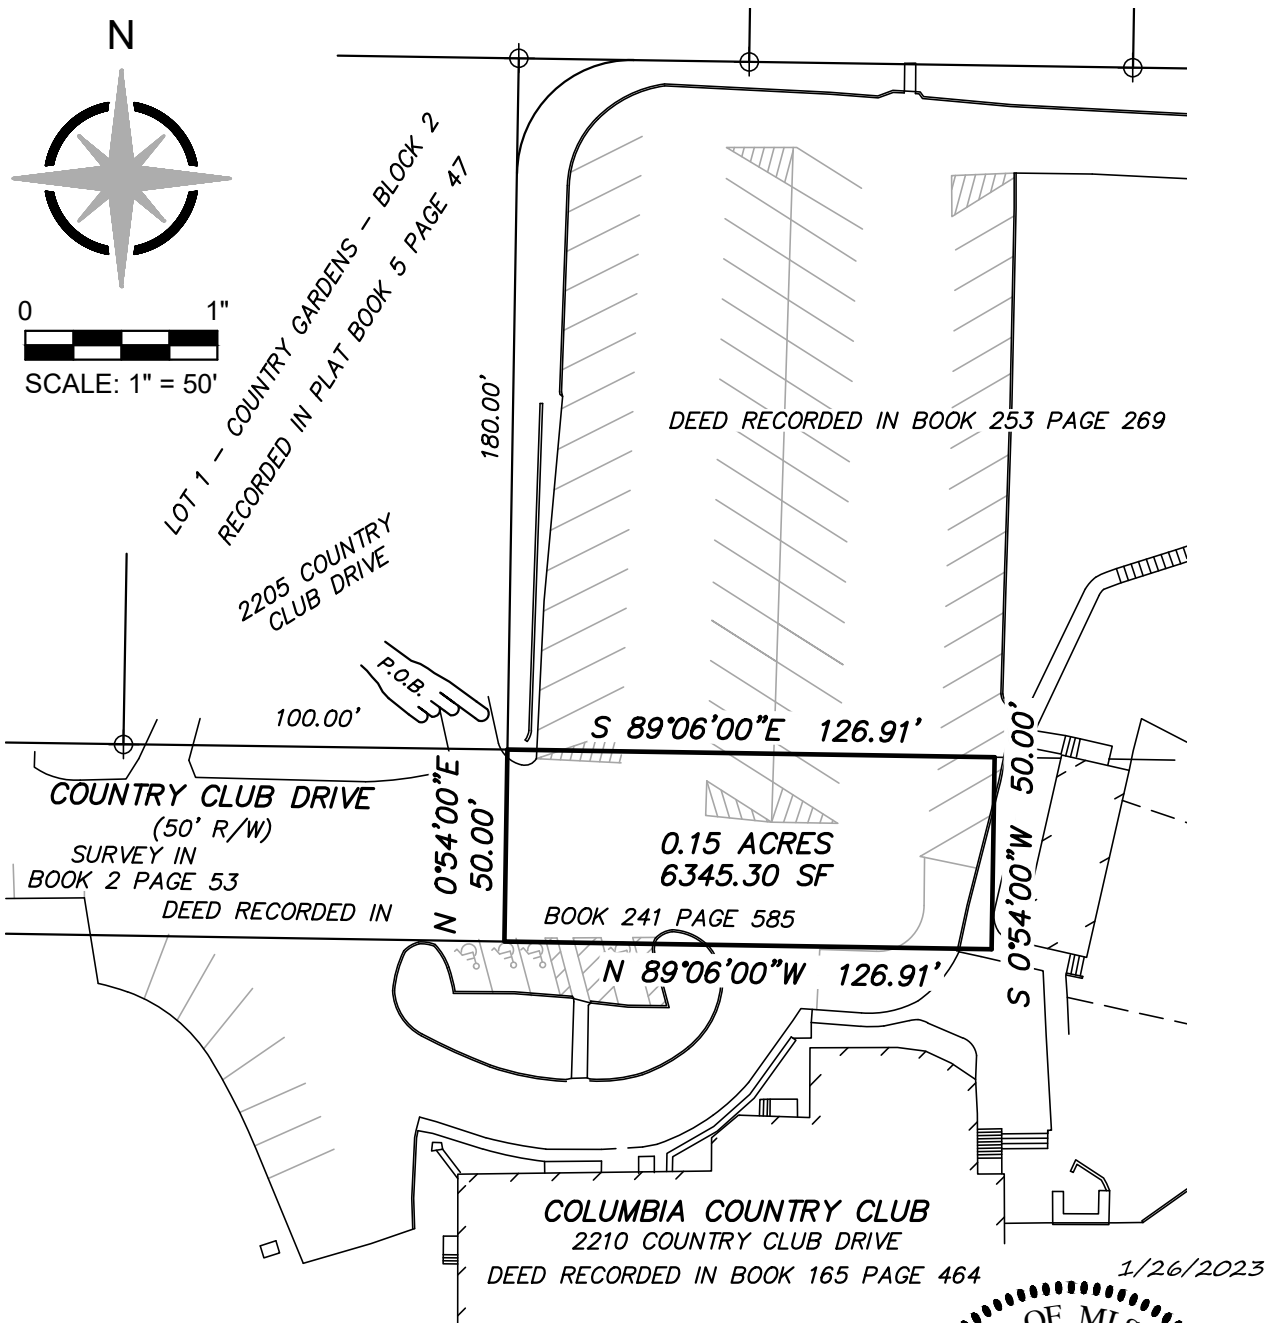 N
0 1"
SCALE: 1" = 50'
LOT 1 - COUNTRY GARDENS - BLOCK 2
RECORDED IN PLAT BOOK 5 PAGE 47
180.00'
DEED RECORDED IN BOOK 253 PAGE 269
2205 COUNTRY
CLUB DRIVE
P.O.B.
100.00'
S 89°06'00"E 126.91'
N 0°54'00"E
50.00'
S 0°54'00"W 50.00'
COUNTRY CLUB DRIVE
(50' R/W)
SURVEY IN
BOOK 2 PAGE 53
DEED RECORDED IN
BOOK 241 PAGE 585
0.15 ACRES
6345.30 SF
N 89°06'00"W 126.91'
COLUMBIA COUNTRY CLUB
2210 COUNTRY CLUB DRIVE
DEED RECORDED IN BOOK 165 PAGE 464
1/26/2023
OF